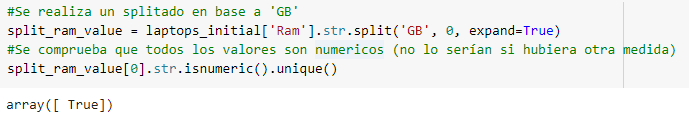 #Se realiza un splitado en base a 'GB'
split_ram_value = laptops_initial['Ram'].str.split('GB', 0, expand=True)
#Se comprueba que todos los valores son numericos (no lo serían si hubiera otra medida)
split_ram_value[0].str.isnumeric().unique()
array([ True])